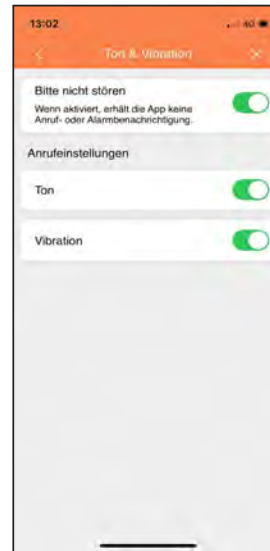 13:02
4G
Ton & Vibration
Bitte nicht stören
Wenn aktiviert, erhält die App keine
Anruf- oder Alarmbenachrichtigung.
Anrufeinstellungen
Ton
Vibration